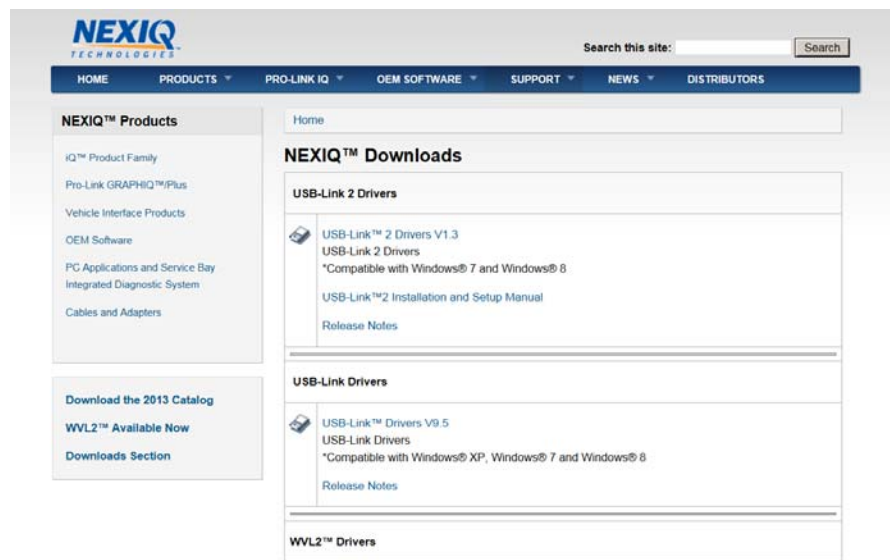 NEXIQ
TECHNOLOGIES
Search this site:
Search
HOME PRODUCTS PRO-LINK IQ OEM SOFTWARE SUPPORT NEWS DISTRIBUTORS
NEXIQ™ Products
iQ™ Product Family
Pro-Link GRAPHIQ™/Plus
Vehicle Interface Products
OEM Software
PC Applications and Service Bay
Integrated Diagnostic System
Cables and Adapters
Download the 2013 Catalog
WVL2™ Available Now
Downloads Section
Home
NEXIQ™ Downloads
USB-Link 2 Drivers
USB-Link™ 2 Drivers V1.3
USB-Link 2 Drivers
*Compatible with Windows® 7 and Windows® 8
USB-Link™2 Installation and Setup Manual
Release Notes
USB-Link Drivers
USB-Link™ Drivers V9.5
USB-Link Drivers
*Compatible with Windows® XP, Windows® 7 and Windows® 8
Release Notes
WVL2™ Drivers